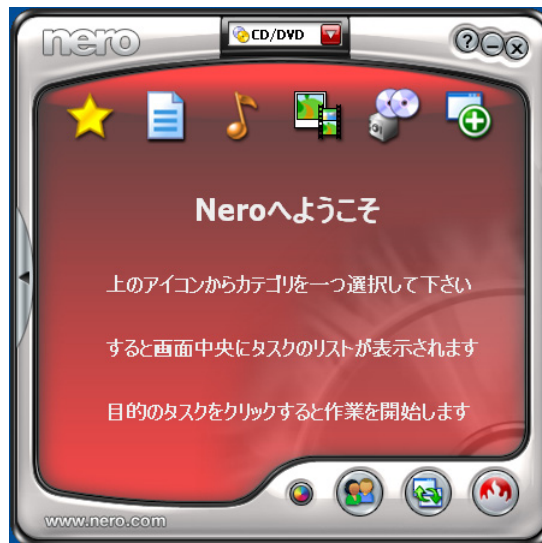 nero
CD/DVD
Neroへようこそ
上のアイコンからカテゴリを一つ選択して下さい
すると画面中央にタスクのリストが表示されます
目的のタスクをクリックすると作業を開始します
www.nero.com